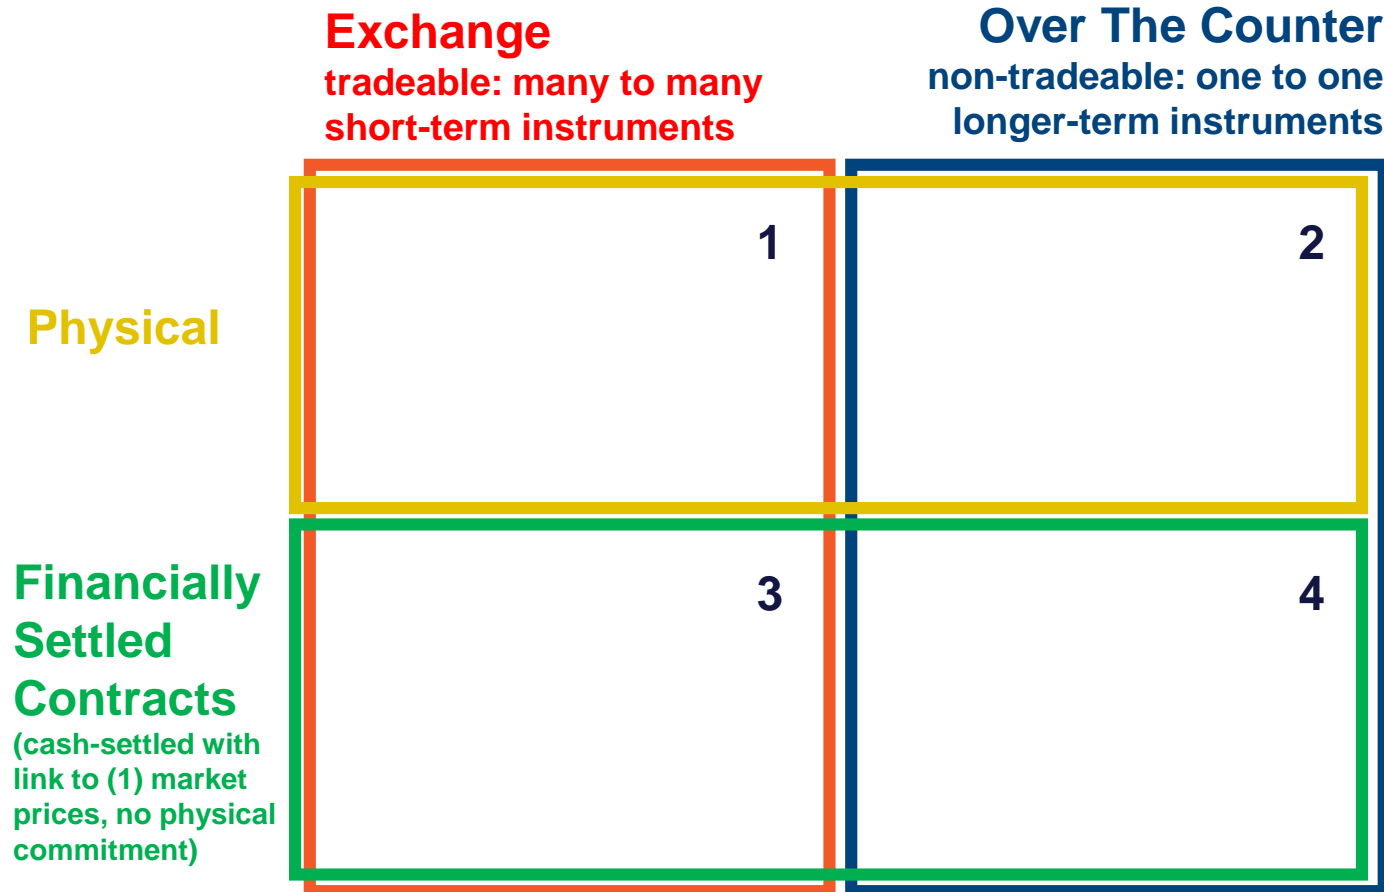 Exchange
tradeable: many to many
short-term instruments
Over The Counter
non-tradeable: one to one
longer-term instruments
1
2
Physical
3
4
Financially
Settled
Contracts
(cash-settled with
link to (1) market
prices, no physical
commitment)